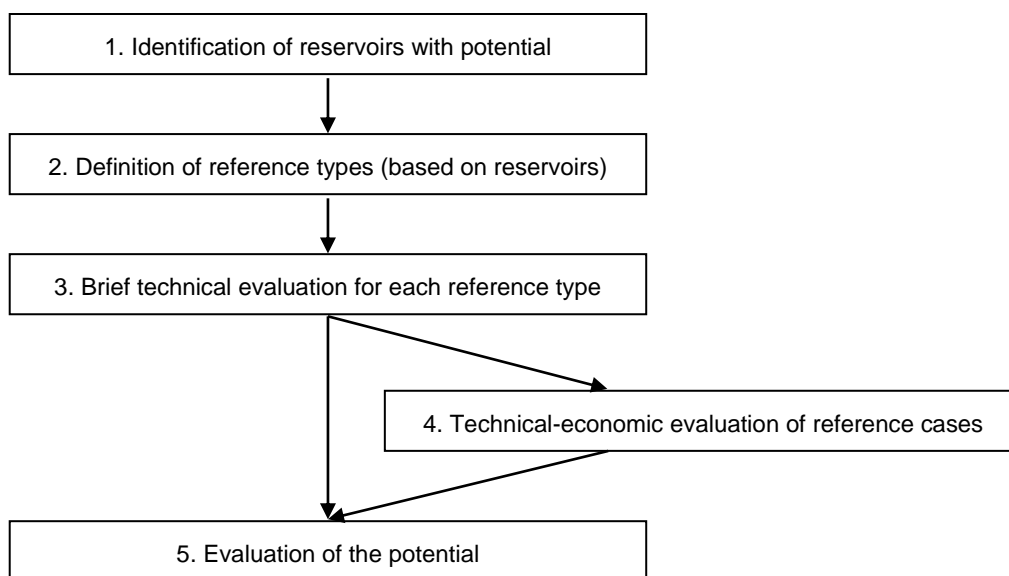 1. Identification of reservoirs with potential
2. Definition of reference types (based on reservoirs)
3. Brief technical evaluation for each reference type
4. Technical-economic evaluation of reference cases
5. Evaluation of the potential